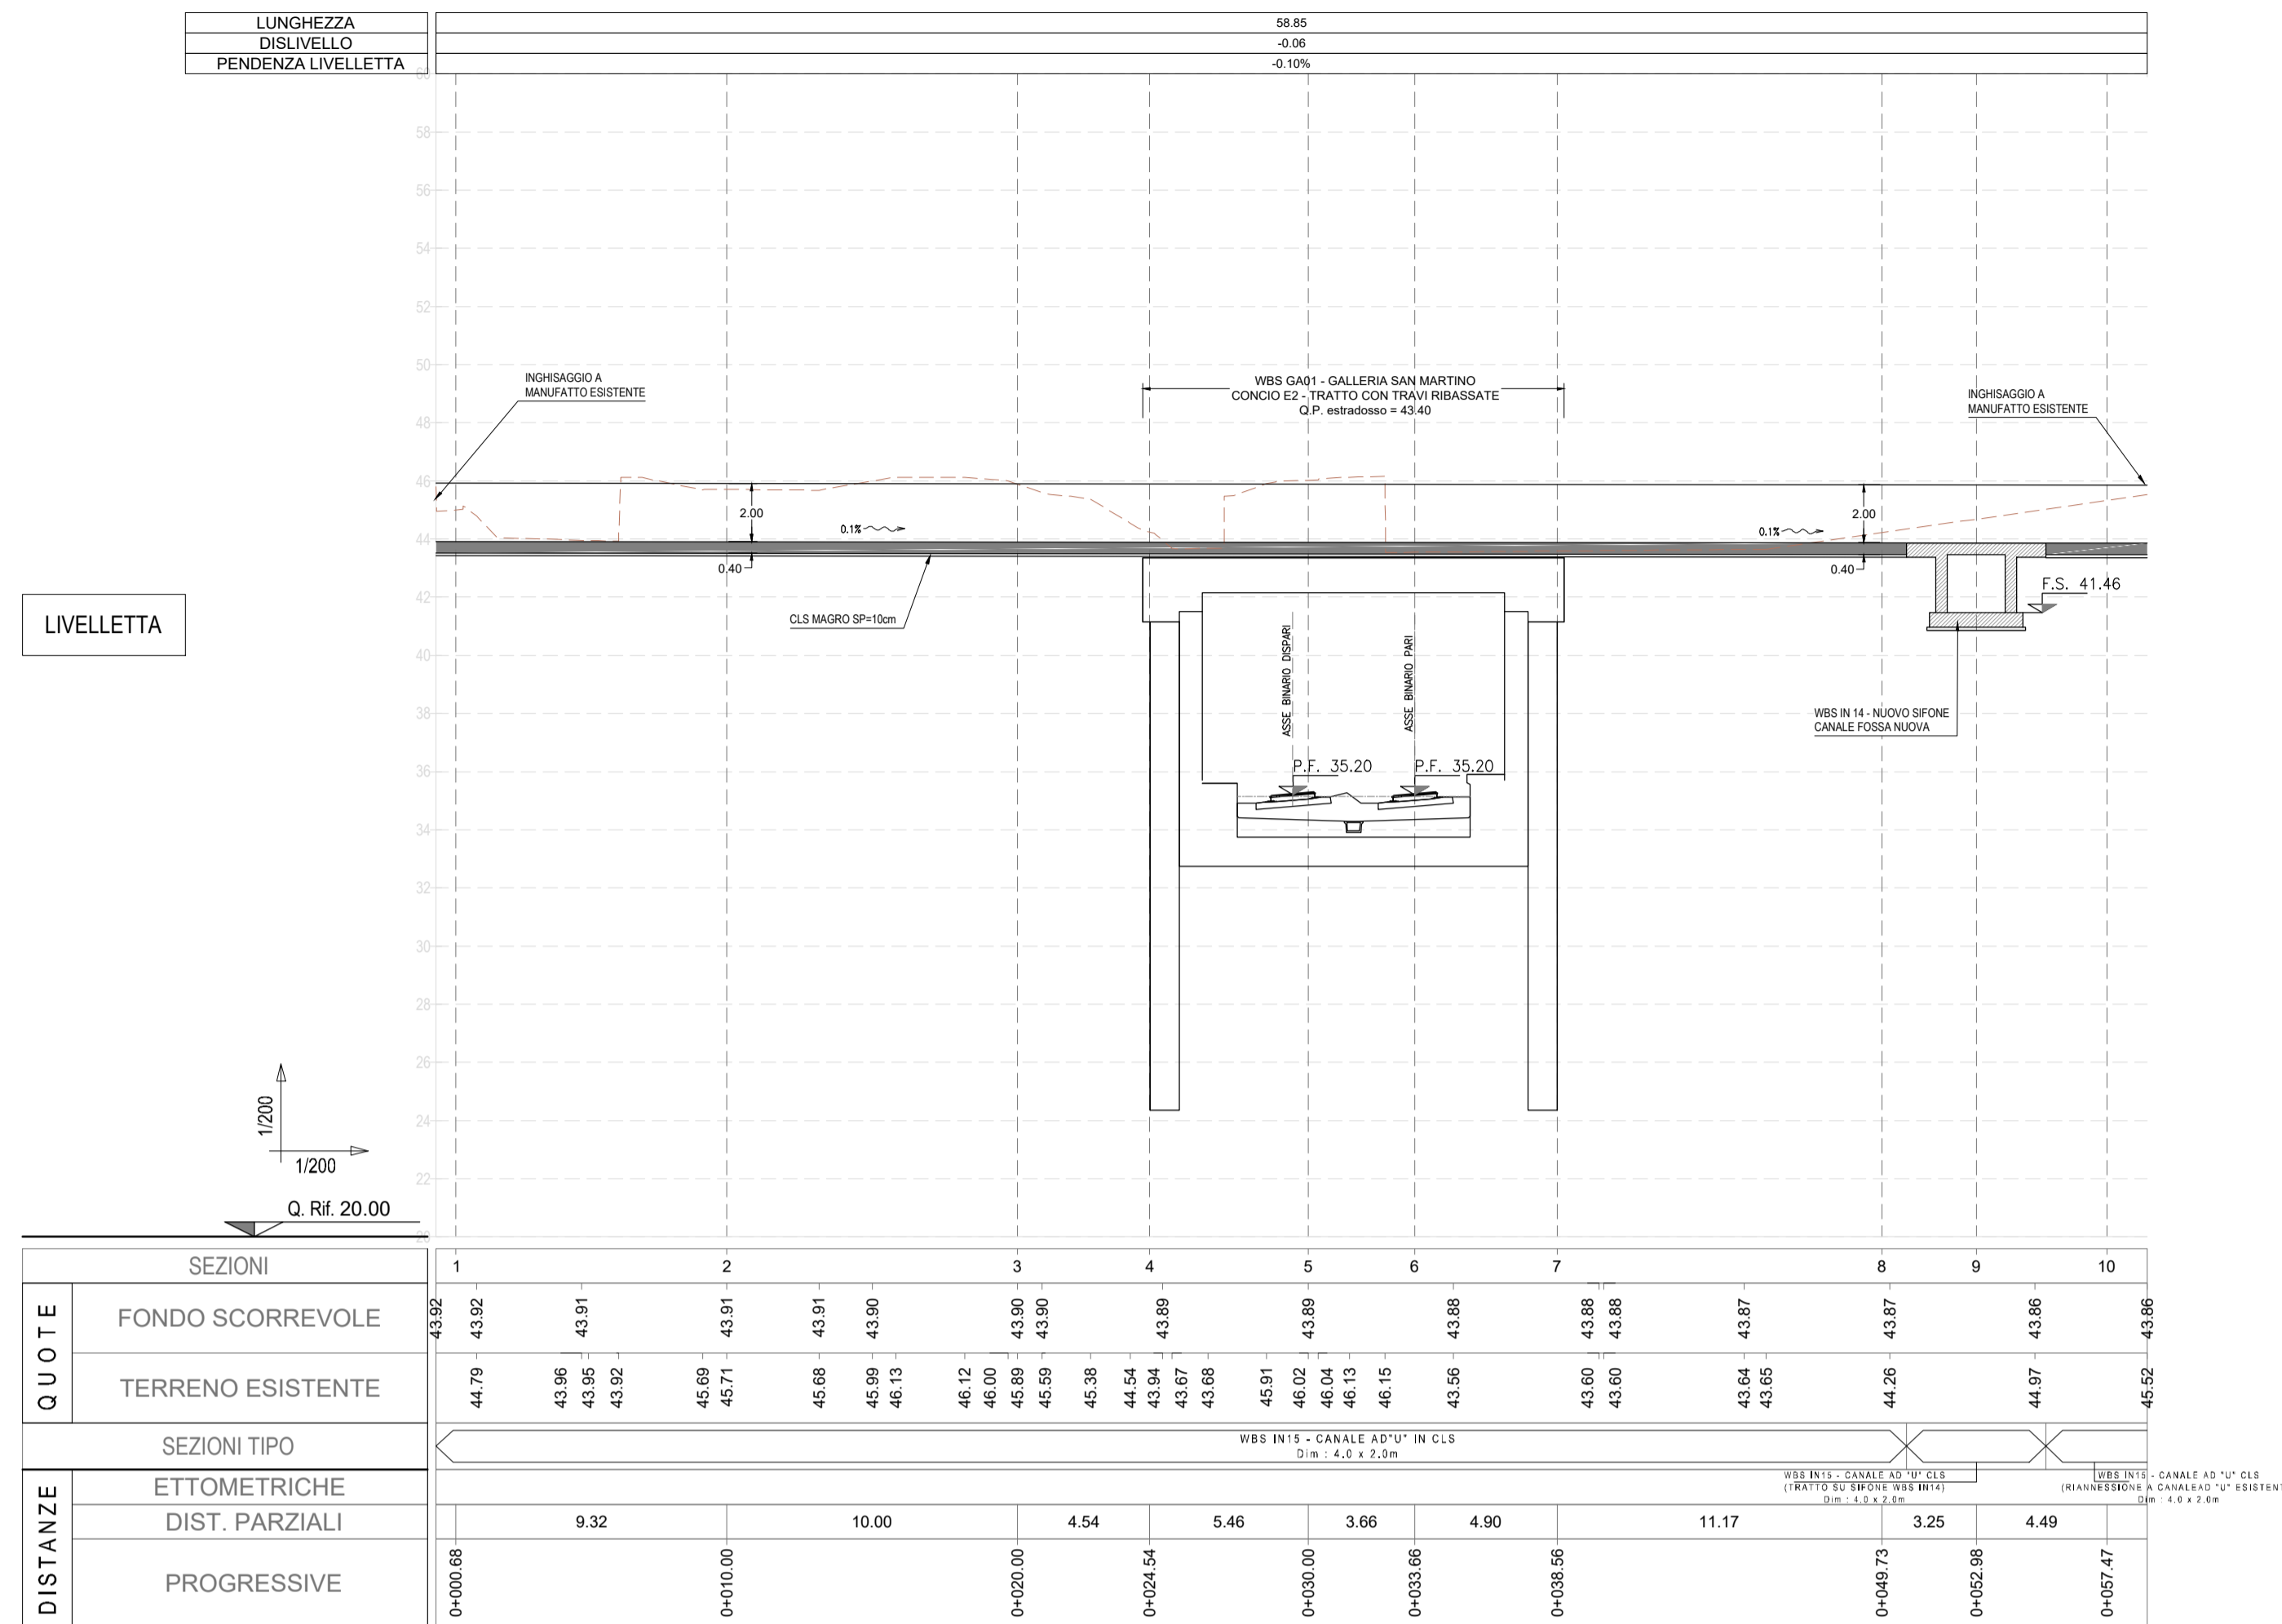 LUNGHEZZA
58.85
DISLIVELLO
-0.06
PENDENZA LIVELLETTA
-0.10%
60
58
56
54
52
50
48
46
44
42
40
38
36
34
32
30
28
26
24
22
20
INGHISAGGIO A
MANUFATTO ESISTENTE
WBS GA01 - GALLERIA SAN MARTINO
CONCIO E2 - TRATTO CON TRAVI RIBASSATE
Q.P. estradosso = 43.40
INGHISAGGIO A
MANUFATTO ESISTENTE
2.00
0.1%
0.1%
2.00
0.40
0.40
CLS MAGRO SP=10cm
F.S. 41.46
LIVELLETTA
ASSE BINARIO DISPARI
ASSE BINARIO PARI
WBS IN 14 - NUOVO SIFONE
CANALE FOSSA NUOVA
P.F. 35.20
P.F. 35.20
1/200
1/200
Q. Rif. 20.00
SEZIONI
1 2 3 4 5 6 7 8 9 10
QUOTE
FONDO SCORREVOLE
43.92 43.92 43.91 43.91 43.91 43.90 43.90 43.90 43.89 43.89 43.88 43.88 43.88 43.87 43.87 43.86 43.86
TERRENO ESISTENTE
44.79 43.96 43.95 43.92 45.69 45.71 45.68 45.99 46.13 46.12 46.00 45.89 45.59 45.38 44.54 43.94 43.67 43.68 45.91 46.02 46.04 46.13 46.15 43.56 43.60 43.60 43.64 43.65 44.26 44.97 45.52
SEZIONI TIPO
WBS IN15 - CANALE AD"U" IN CLS
Dim : 4.0 x 2.0m
WBS IN15 - CANALE AD "U" CLS
(TRATTO SU SIFONE WBS IN14)
Dim : 4.0 x 2.0m
WBS IN15 - CANALE AD "U" CLS
(RIANNESSIONE A CANALEAD "U" ESISTENT
Dim : 4.0 x 2.0m
DISTANZE
ETTOMETRICHE
DIST. PARZIALI
9.32 10.00 4.54 5.46 3.66 4.90 11.17 3.25 4.49
PROGRESSIVE
0+000.68 0+010.00 0+020.00 0+024.54 0+030.00 0+033.66 0+038.56 0+049.73 0+052.98 0+057.47